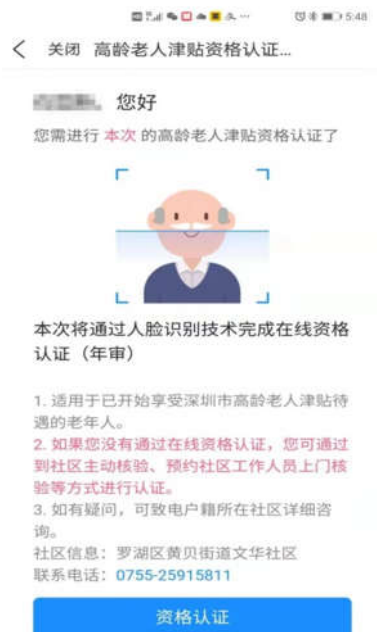 5:48
关闭 高龄老人津贴资格认证...
您好
您需进行 本次 的高龄老人津贴资格认证了
本次将通过人脸识别技术完成在线资格
认证（年审）
1. 适用于已开始享受深圳市高龄老人津贴待
遇的老年人。
2. 如果您没有通过在线资格认证，您可通过
到社区主动核验、预约社区工作人员上门核
验等方式进行认证。
3. 如有疑问，可致电户籍所在社区详细咨
询。
社区信息：罗湖区黄贝街道文华社区
联系电话：0755-25915811
资格认证